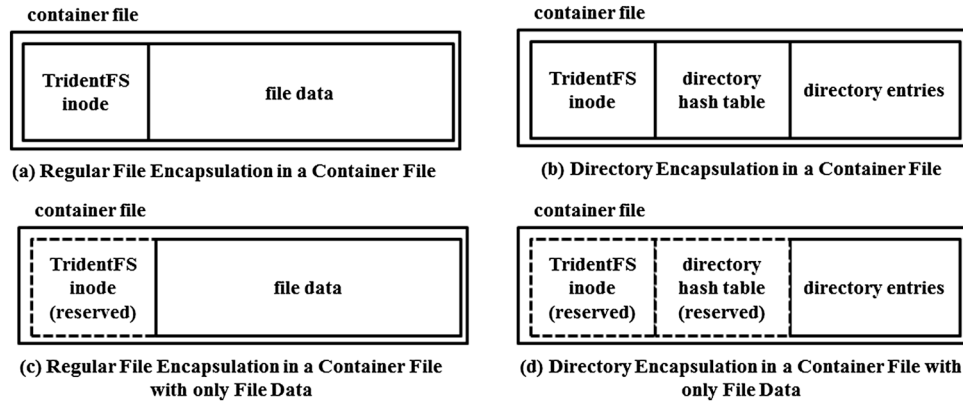 container file
TridentFS
inode
file data
(a) Regular File Encapsulation in a Container File
container file
TridentFS
inode
directory
hash table
directory entries
(b) Directory Encapsulation in a Container File
container file
TridentFS
inode
(reserved)
file data
(c) Regular File Encapsulation in a Container File
with only File Data
container file
TridentFS
inode
(reserved)
directory
hash table
(reserved)
directory entries
(d) Directory Encapsulation in a Container File with
only File Data